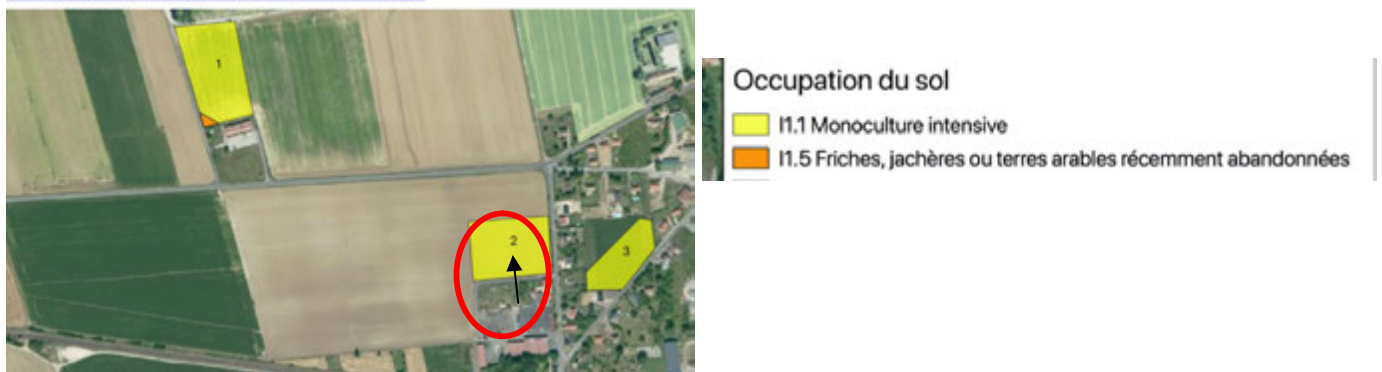 1
2
3
Occupation du sol
I1.1 Monoculture intensive
I1.5 Friches, jachères ou terres arables récemment abandonnées